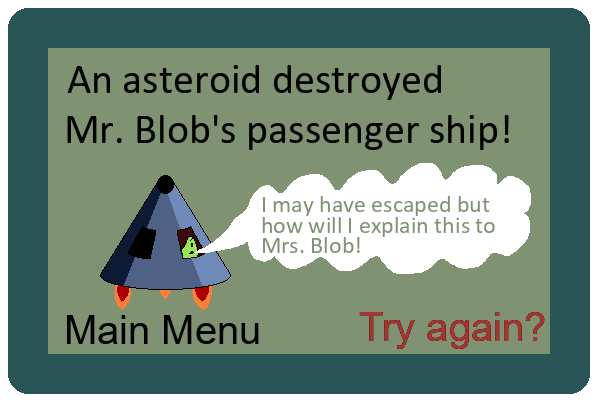 An asteroid destroyed
Mr. Blob's passenger ship!
I may have escaped but
how will I explain this to
Mrs. Blob!
Main Menu
Try again?